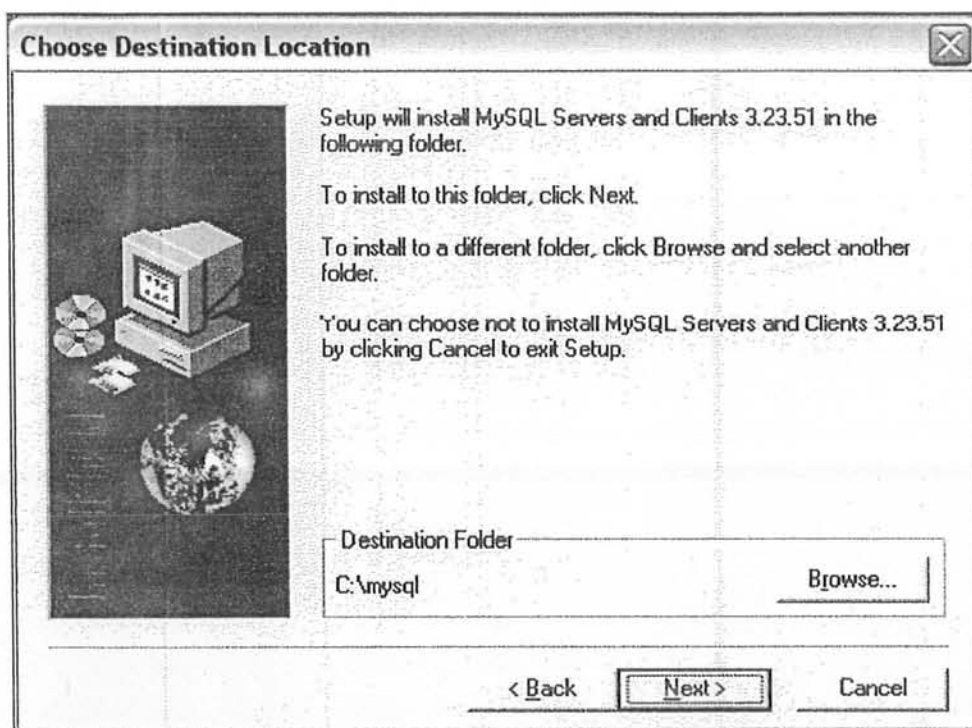 Choose Destination Location
Setup will install MySQL Servers and Clients 3.23.51 in the
following folder.
To install to this folder, click Next.
To install to a different folder, click Browse and select another
folder.
You can choose not to install MySQL Servers and Clients 3.23.51
by clicking Cancel to exit Setup.
Destination Folder
C:\mysql
Browse...
< Back
Next >
Cancel